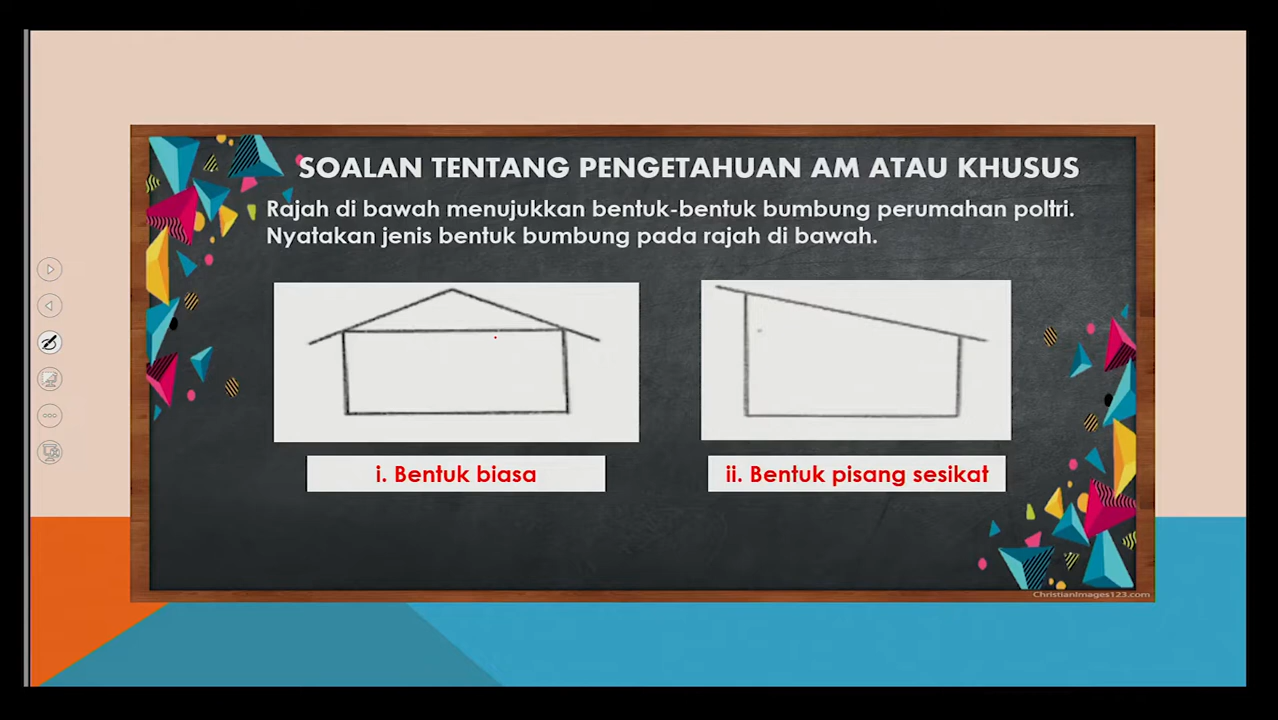 SOALAN TENTANG PENGETAHUAN AM ATAU KHUSUS
Rajah di bawah menujukkan bentuk-bentuk bumbung perumahan poltri.
Nyatakan jenis bentuk bumbung pada rajah di bawah.
i. Bentuk biasa
ii. Bentuk pisang sesikat
ChristianImages123.com